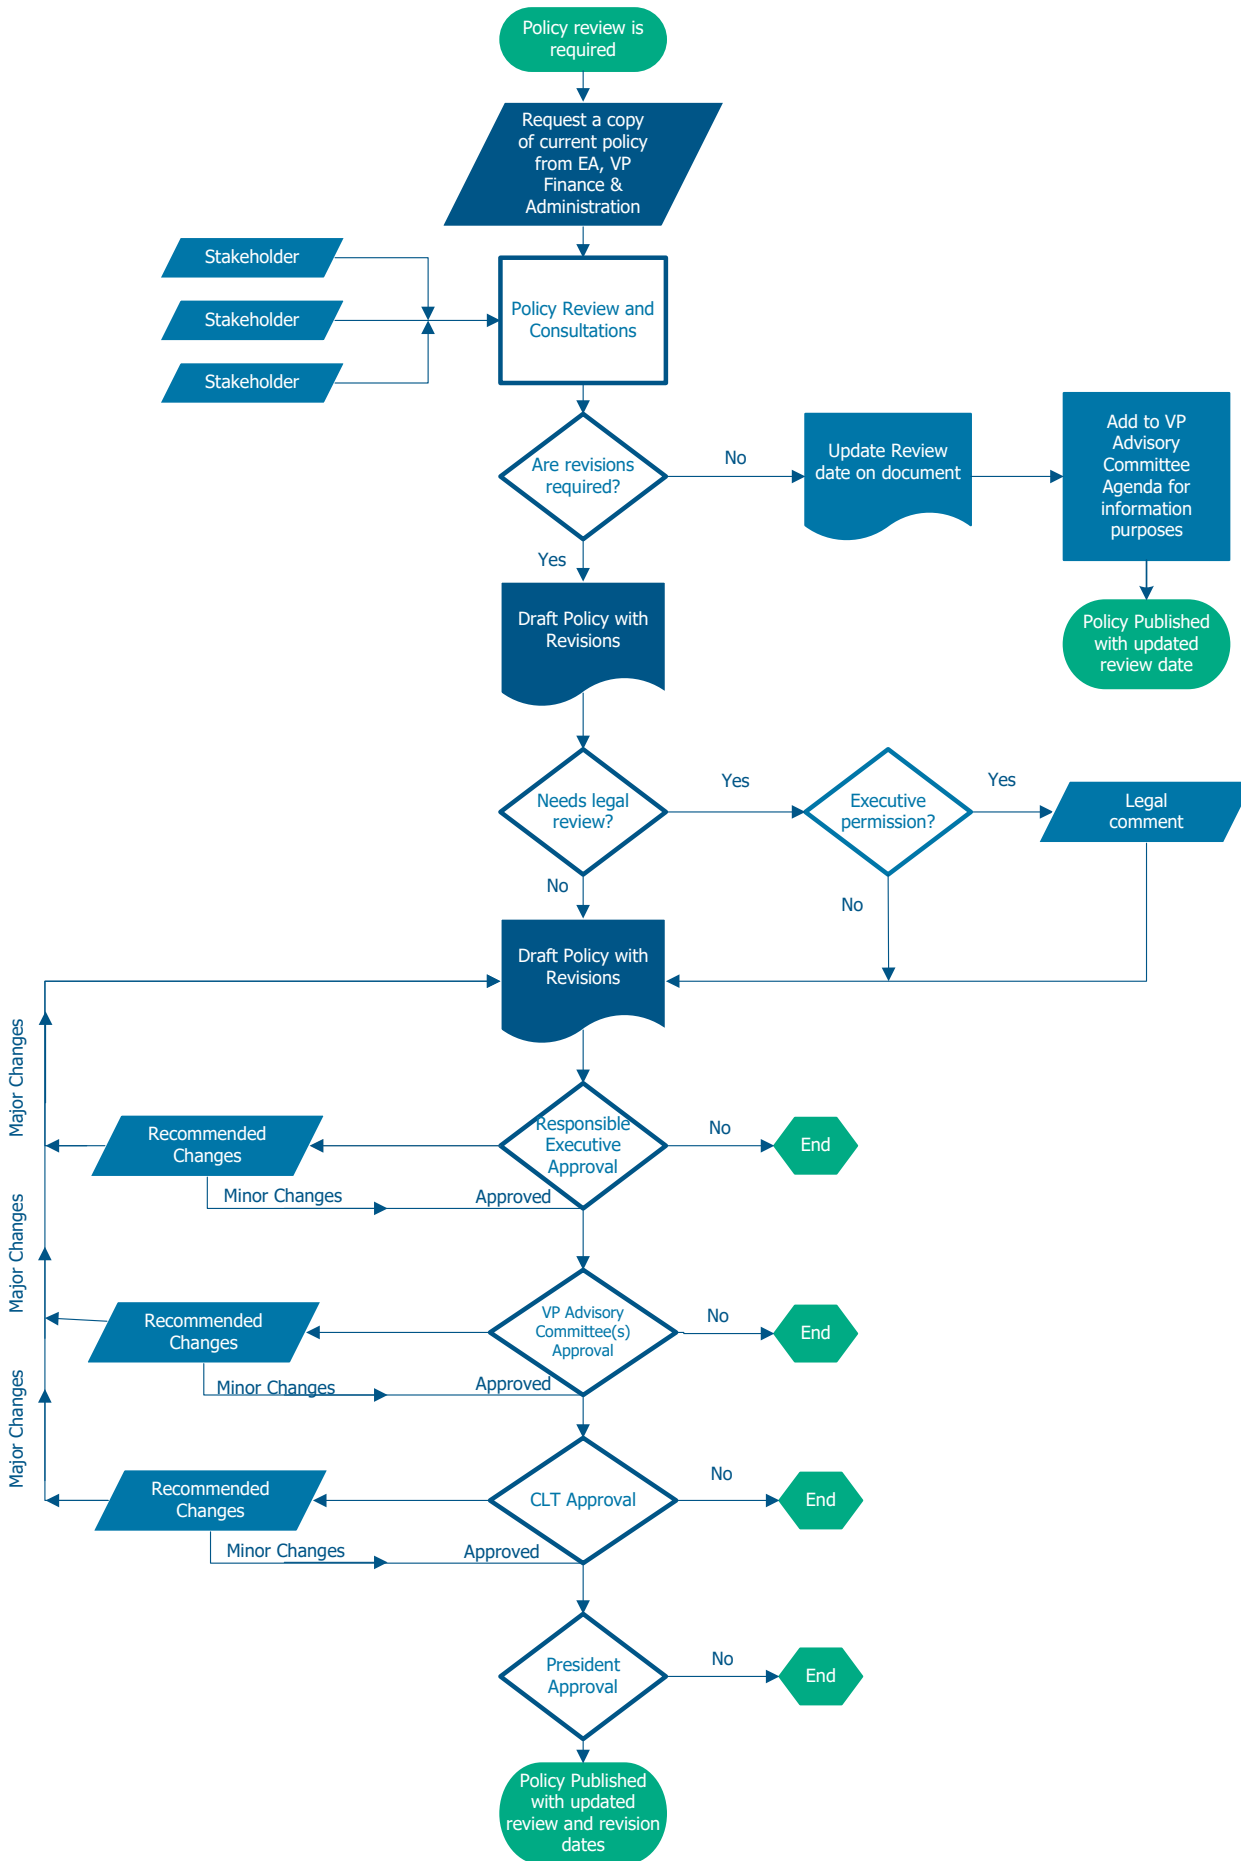 Policy review is
required
Request a copy
of current policy
from EA, VP
Finance &
Administration
Stakeholder
Stakeholder
Stakeholder
Policy Review and
Consultations
Are revisions
required?
No
Update Review
date on document
Add to VP
Advisory
Committee
Agenda for
information
purposes
Yes
Policy Published
with updated
review date
Draft Policy with
Revisions
Needs legal
review?
Yes
Executive
permission?
Yes
Legal
comment
No
No
Draft Policy with
Revisions
Major Changes
Recommended
Changes
Responsible
Executive
Approval
No
End
Minor Changes
Approved
Major Changes
Recommended
Changes
VP Advisory
Committee(s)
Approval
No
End
Minor Changes
Approved
Major Changes
Recommended
Changes
CLT Approval
No
End
Minor Changes
Approved
President
Approval
No
End
Policy Published
with updated
review and revision
dates